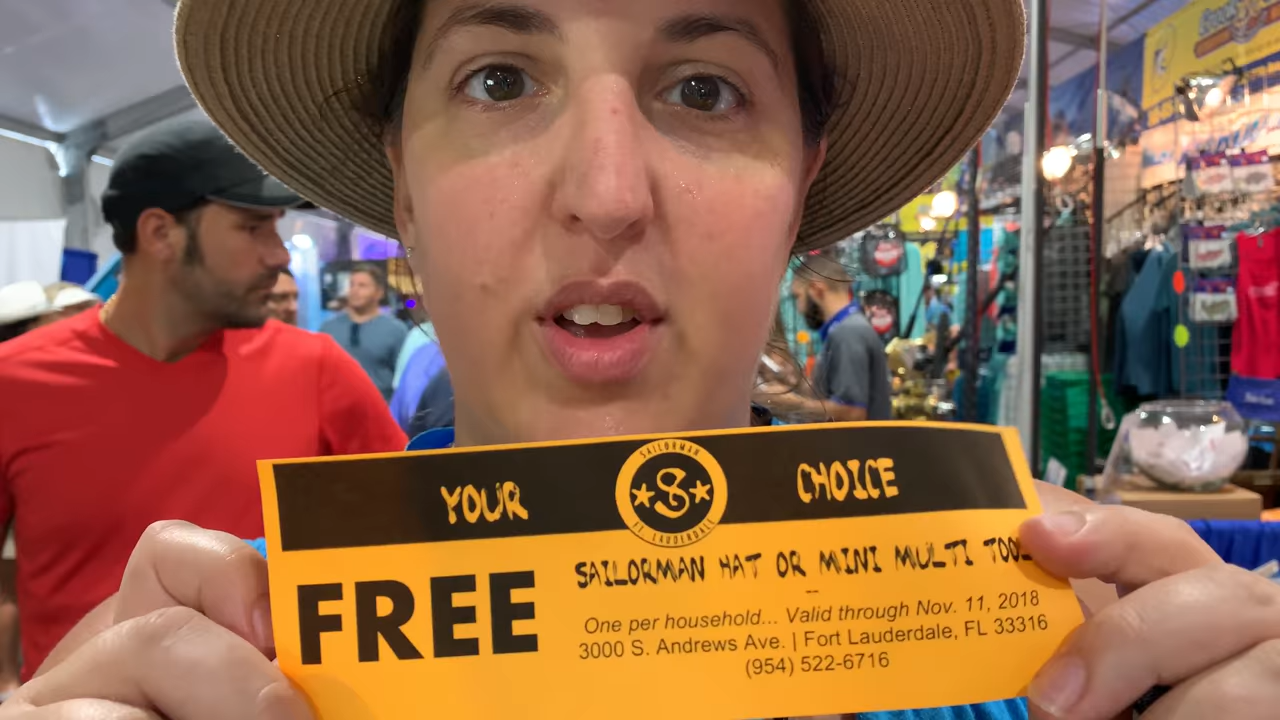 YOUR CHOICE
SAILORMAN
S
FT. LAUDERDALE
FREE
SAILORMAN HAT OR MINI MULTI TOOL
--
One per household... Valid through Nov. 11, 2018
3000 S. Andrews Ave. | Fort Lauderdale, FL 33316
(954) 522-6716